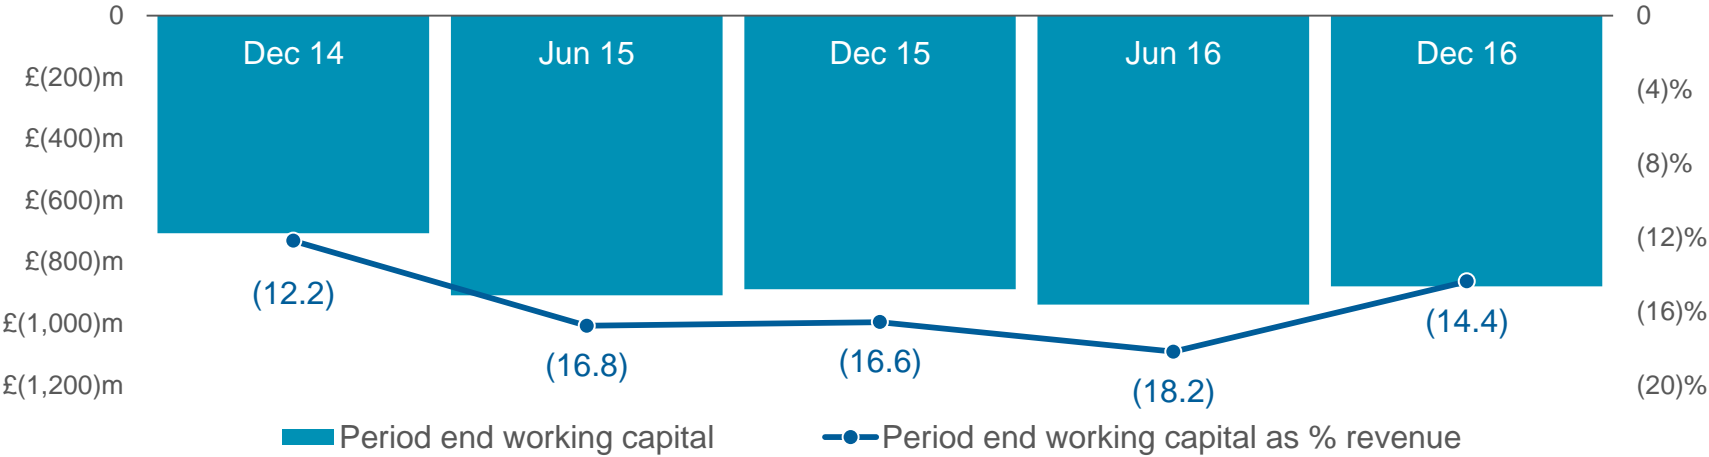 0
£(200)m
£(400)m
£(600)m
£(800)m
£(1,000)m
£(1,200)m
Dec 14
Jun 15
Dec 15
Jun 16
Dec 16
(12.2)
(16.8)
(16.6)
(18.2)
(14.4)
0
(4)%
(8)%
(12)%
(16)%
(20)%
Period end working capital
Period end working capital as % revenue